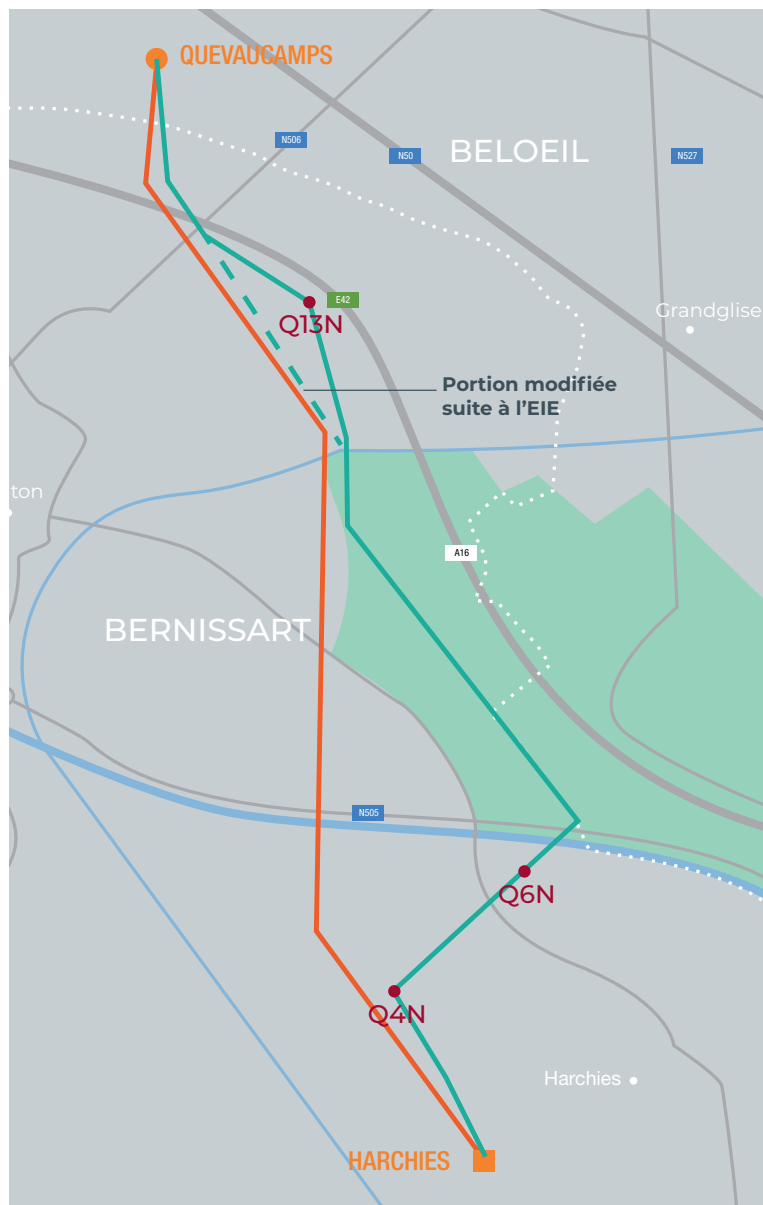 QUEVAUCAMPS
N506
N50
BELOEIL
N527
E42
Grandglise
Q13N
Portion modifiée
suite à l'EIE
ton
A16
BERNISSART
N505
Q6N
Q4N
Harchies
HARCHIES